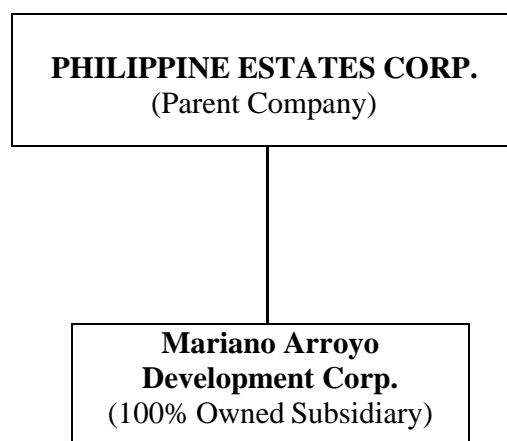 PHILIPPINE ESTATES CORP.
(Parent Company)
Mariano Arroyo
Development Corp.
(100% Owned Subsidiary)